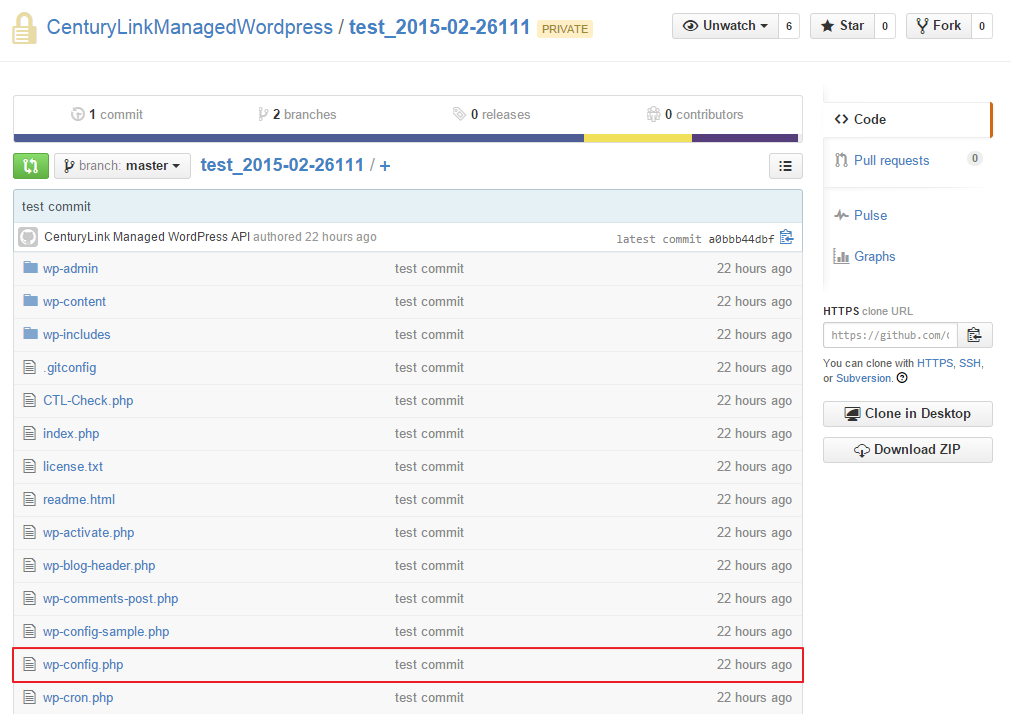 CenturyLinkManagedWordpress / test_2015-02-26111 PRIVATE Unwatch 6 Star 0 Fork 0
1 commit 2 branches 0 releases 0 contributors
branch: master test_2015-02-26111 / +
test commit
CenturyLink Managed WordPress API authored 22 hours ago latest commit a0bbb44dbf
wp-admin test commit 22 hours ago
wp-content test commit 22 hours ago
wp-includes test commit 22 hours ago
.gitconfig test commit 22 hours ago
CTL-Check.php test commit 22 hours ago
index.php test commit 22 hours ago
license.txt test commit 22 hours ago
readme.html test commit 22 hours ago
wp-activate.php test commit 22 hours ago
wp-blog-header.php test commit 22 hours ago
wp-comments-post.php test commit 22 hours ago
wp-config-sample.php test commit 22 hours ago
wp-config.php test commit 22 hours ago
wp-cron.php test commit 22 hours ago
Code
Pull requests 0
Pulse
Graphs
HTTPS clone URL
https://github.com/
You can clone with HTTPS, SSH,
or Subversion.
Clone in Desktop
Download ZIP